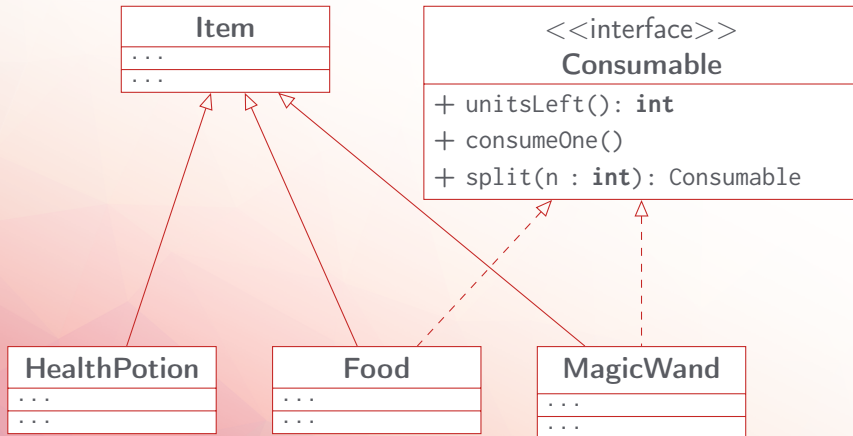 Item
...
...
<<interface>>
Consumable
+ unitsLeft(): int
+ consumeOne()
+ split(n : int): Consumable
HealthPotion
...
...
Food
...
...
MagicWand
...
...